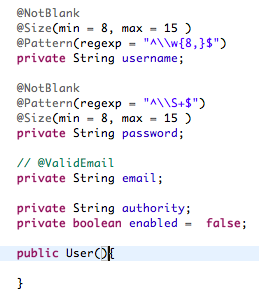 @NotBlank
@Size(min = 8, max = 15 )
@Pattern(regexp = "^\\w{8,}$")
private String username;
@NotBlank
@Pattern(regexp = "^\\S+$")
@Size(min = 8, max = 15 )
private String password;
// @ValidEmail
private String email;
private String authority;
private boolean enabled =  false;
public User(){
}